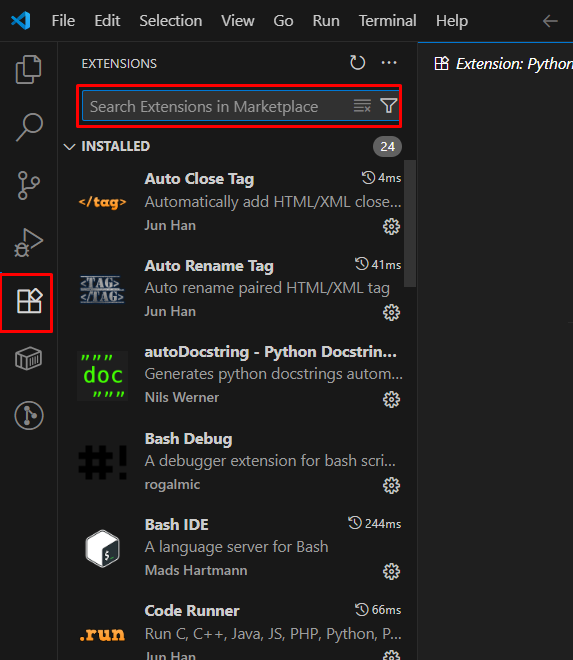 File Edit Selection View Go Run Terminal Help
EXTENSIONS
Extension: Python
Search Extensions in Marketplace
INSTALLED 24
Auto Close Tag 4ms
</tag> Automatically add HTML/XML close...
Jun Han
Auto Rename Tag 41ms
<TAG>
</TAG> Auto rename paired HTML/XML tag
Jun Han
autoDocstring - Python Docstrin...
"""
doc
""" Generates python docstrings autom...
Nils Werner
Bash Debug
#! A debugger extension for bash scri...
rogalmic
Bash IDE 244ms
A language server for Bash
Mads Hartmann
Code Runner 66ms
.run Run C, C++, Java, JS, PHP, Python, P...
Jun Han